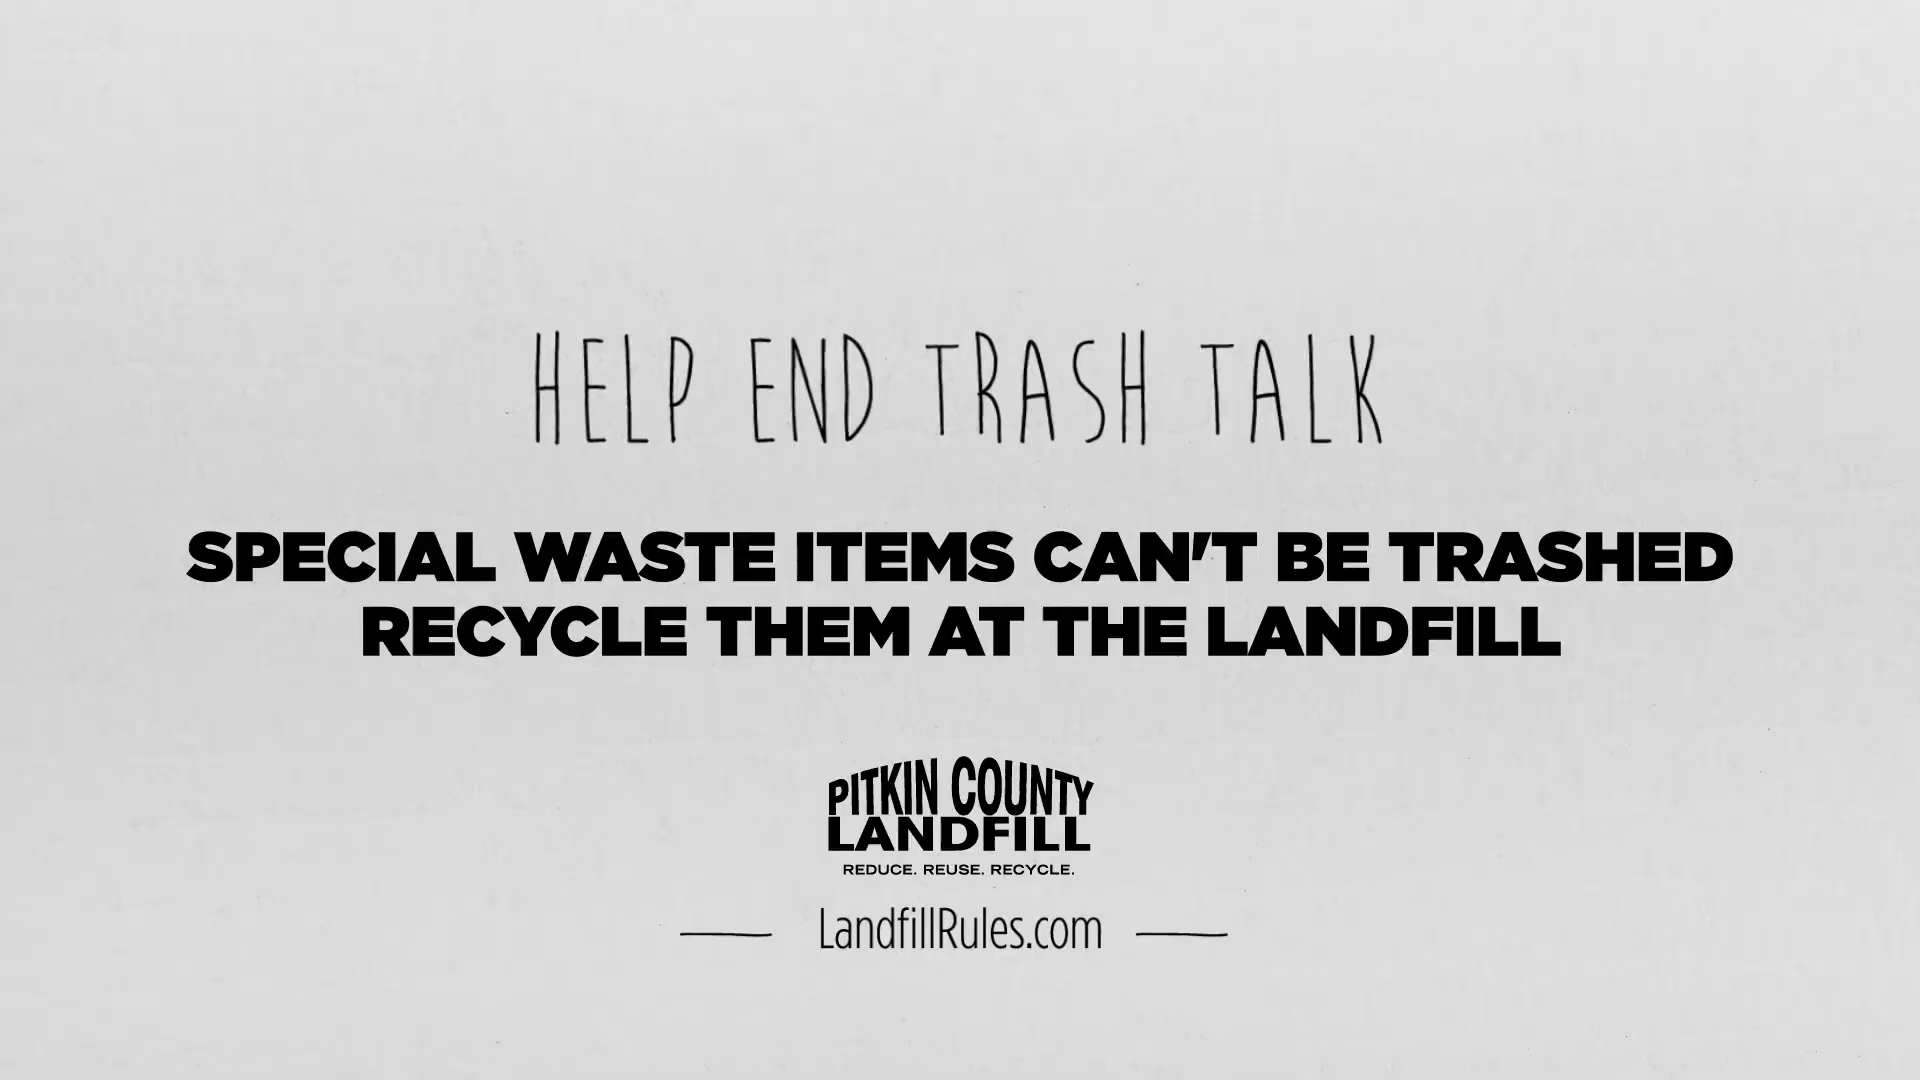 HELP END TRASH TALK
SPECIAL WASTE ITEMS CAN'T BE TRASHED
RECYCLE THEM AT THE LANDFILL
PITKIN COUNTY
LANDFILL
REDUCE. REUSE. RECYCLE.
LandfillRules.com